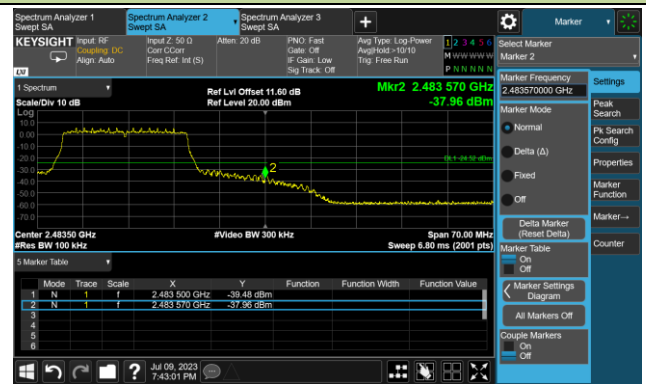 Spectrum Analyzer 1
Swept SA
Spectrum Analyzer 2
Swept SA
Spectrum Analyzer 3
Swept SA
+
Marker
KEYSIGHT
Input: RF
Coupling: DC
Align: Auto
Input Z: 50 Ω
Corr CCorr
Freq Ref: Int (S)
Atten: 20 dB
PNO: Fast
Gate: Off
IF Gain: Low
Sig Track: Off
Avg Type: Log-Power
Avg|Hold:>10/10
Trig: Free Run
1 2 3 4 5 6
M W W W W W
P N N N N N
LXI
Select Marker
Marker 2
1 Spectrum
Scale/Div 10 dB
Log
Ref Lvl Offset 11.60 dB
Ref Level 20.00 dBm
Mkr2 2.483 570 GHz
-37.96 dBm
10.0
0.00
-10.0
-20.0
-30.0
-40.0
-50.0
-60.0
-70.0
DL1 -24.52 dBm
2
Center 2.48350 GHz
#Res BW 100 kHz
#Video BW 300 kHz
Span 70.00 MHz
Sweep 6.80 ms (2001 pts)
5 Marker Table
Mode Trace Scale X Y Function Function Width Function Value
1 N 1 f 2.483 500 GHz -39.48 dBm
2 N 1 f 2.483 570 GHz -37.96 dBm
3
4
5
6
Marker Frequency
2.483570000 GHz
Marker Mode
Normal
Delta (Δ)
Fixed
Off
Delta Marker
(Reset Delta)
Marker Table
On
Off
Marker Settings
Diagram
All Markers Off
Couple Markers
On
Off
Settings
Peak
Search
Pk Search
Config
Properties
Marker
Function
Marker→
Counter
?
Jul 09, 2023
7:43:01 PM